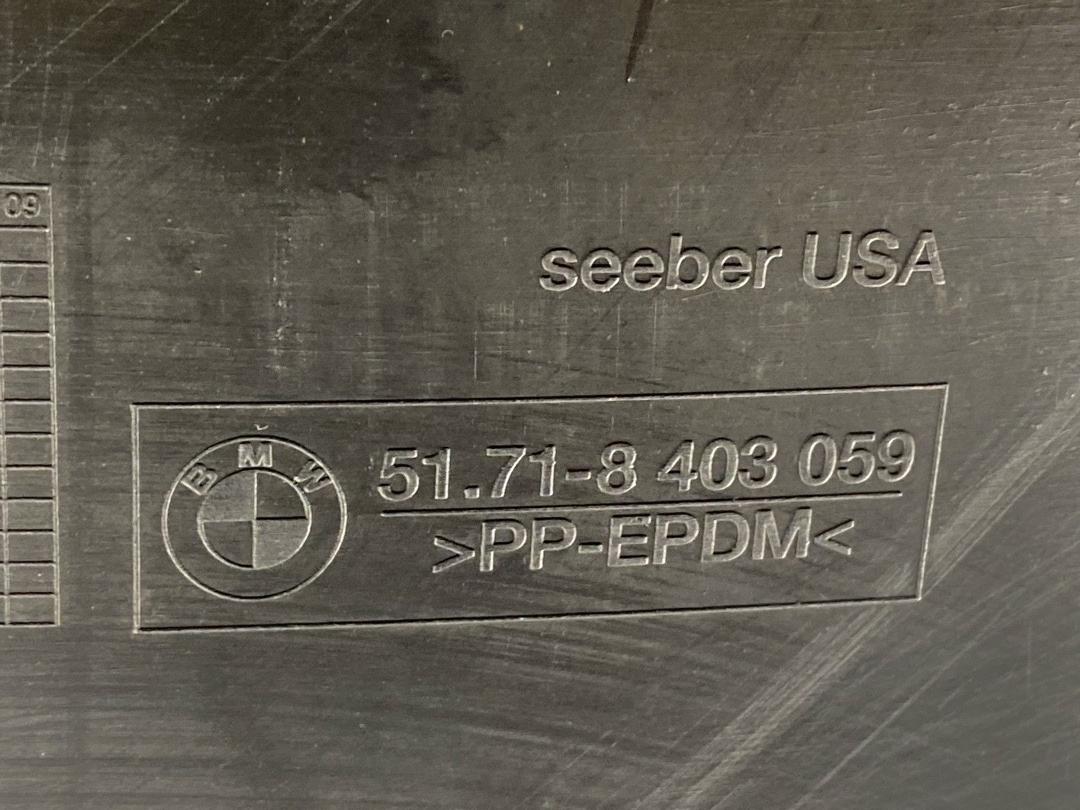 09
seeber USA
BMW
51.71-8 403 059
>PP-EPDM<